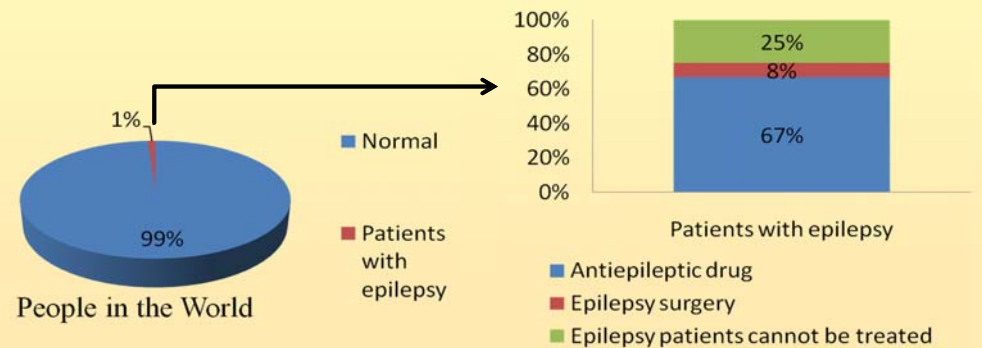 1%
99%
People in the World
Normal
Patients
with
epilepsy
100%
80%
60%
40%
20%
0%
25%
8%
67%
Patients with epilepsy
Antiepileptic drug
Epilepsy surgery
Epilepsy patients cannot be treated